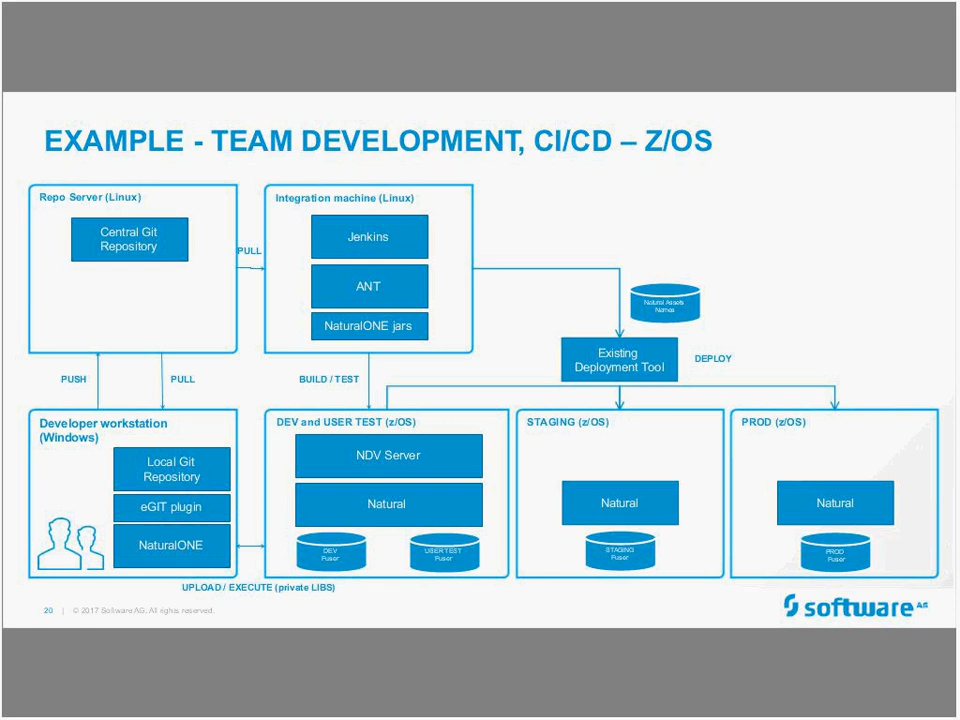 EXAMPLE - TEAM DEVELOPMENT, CI/CD – Z/OS
Repo Server (Linux)
Central Git
Repository
PULL
Integration machine (Linux)
Jenkins
ANT
NaturalONE jars
Natural Assets
Names
Existing
Deployment Tool
DEPLOY
PUSH
PULL
BUILD / TEST
Developer workstation
(Windows)
Local Git
Repository
eGIT plugin
NaturalONE
DEV and USER TEST (z/OS)
NDV Server
Natural
DEV
Fuser
USER TEST
Fuser
STAGING (z/OS)
Natural
STAGING
Fuser
PROD (z/OS)
Natural
PROD
Fuser
UPLOAD / EXECUTE (private LIBS)
20 | © 2017 Software AG. All rights reserved.
software AG